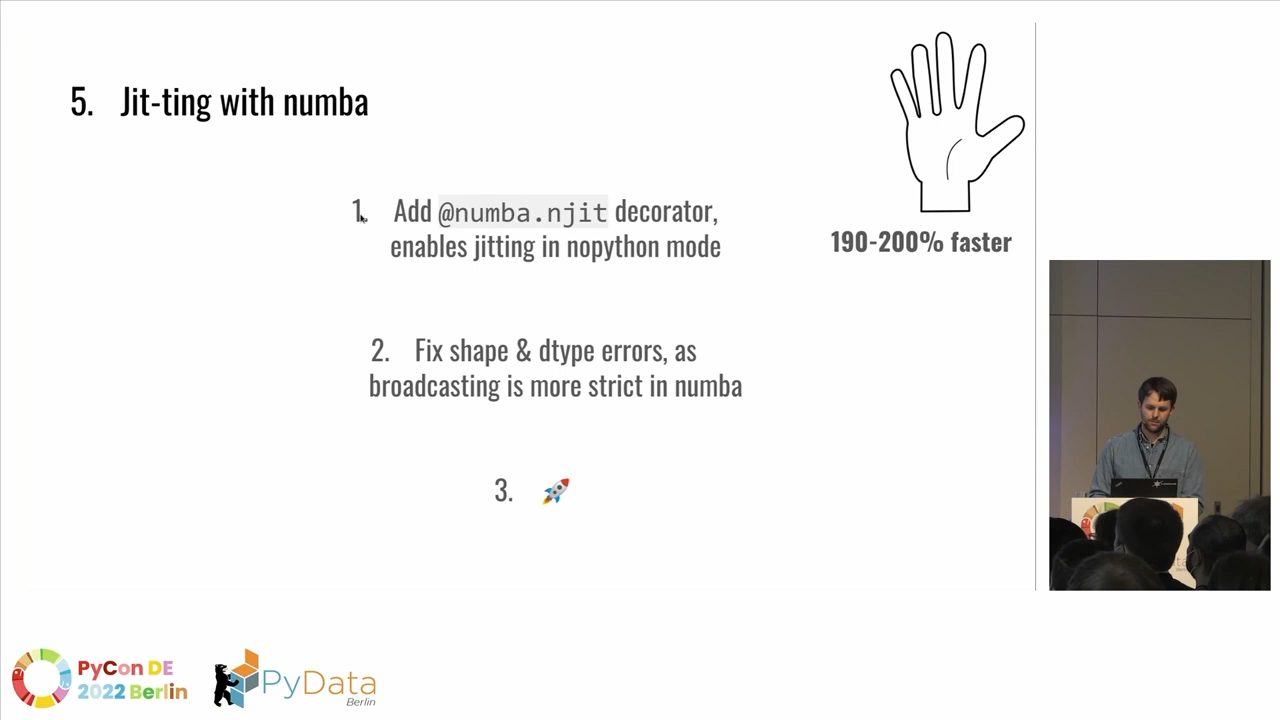 5. Jit-ting with numba
1. Add @numba.njit decorator,
enables jitting in nopython mode
190-200% faster
2. Fix shape & dtype errors, as
broadcasting is more strict in numba
3. 🚀
PyCon DE
2022 Berlin
PyData
Berlin